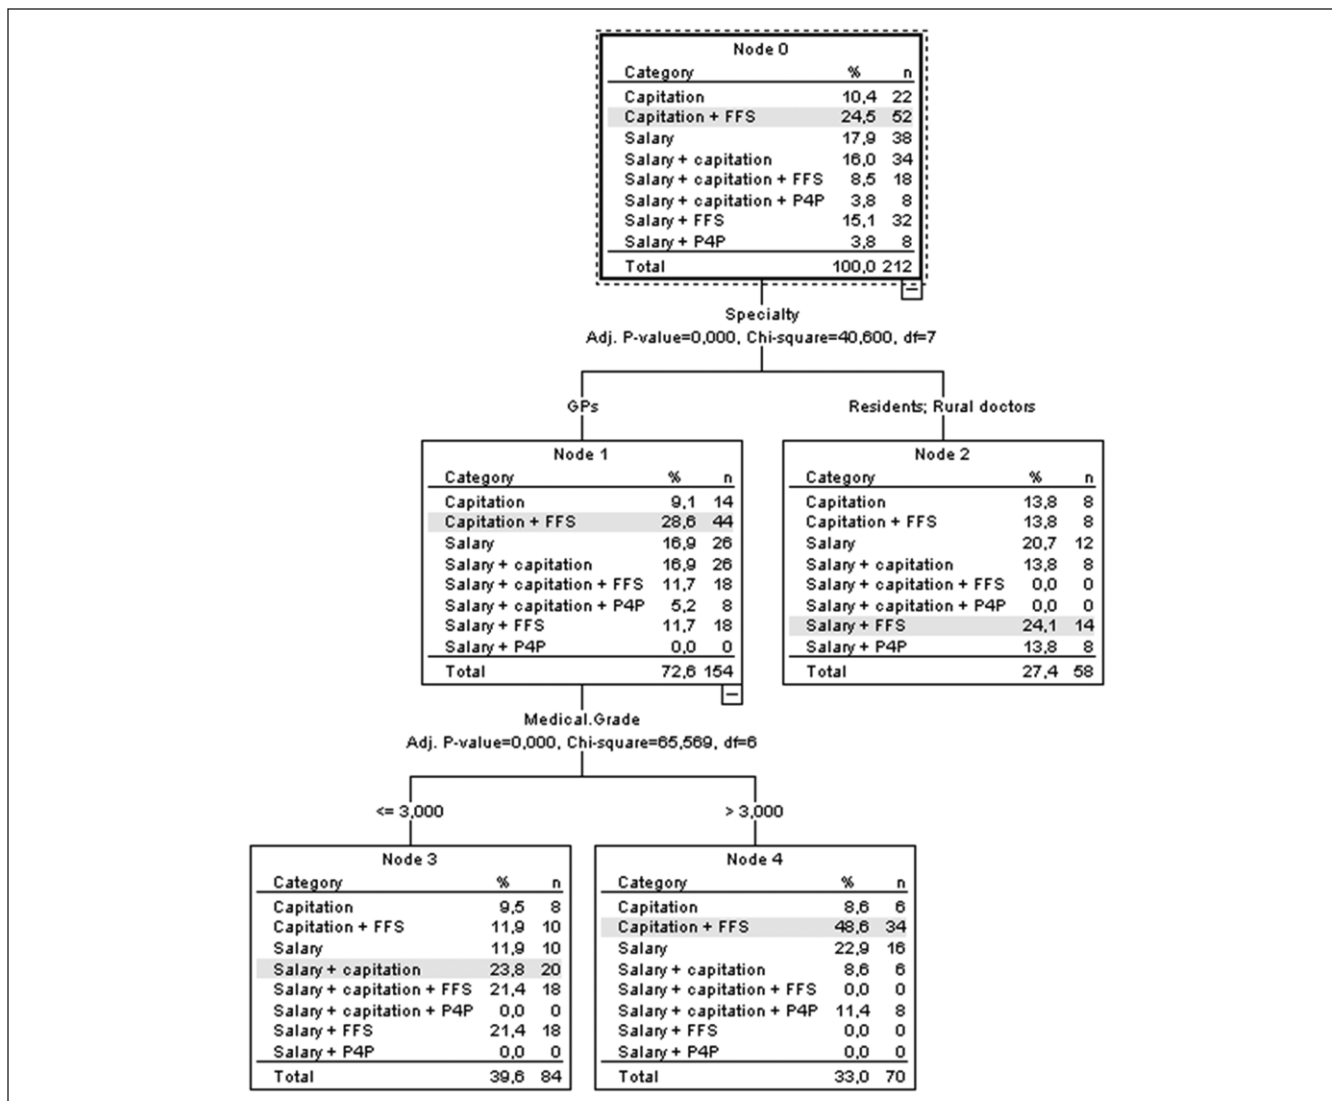 Node 0
Category % n
Capitation 10,4 22
Capitation + FFS 24,5 52
Salary 17,9 38
Salary + capitation 16,0 34
Salary + capitation + FFS 8,5 18
Salary + capitation + P4P 3,8 8
Salary + FFS 15,1 32
Salary + P4P 3,8 8
Total 100,0 212
Specialty
Adj. P-value=0,000, Chi-square=40,600, df=7
GPs
Residents; Rural doctors
Node 1
Category % n
Capitation 9,1 14
Capitation + FFS 28,6 44
Salary 16,9 26
Salary + capitation 16,9 26
Salary + capitation + FFS 11,7 18
Salary + capitation + P4P 5,2 8
Salary + FFS 11,7 18
Salary + P4P 0,0 0
Total 72,6 154
Node 2
Category % n
Capitation 13,8 8
Capitation + FFS 13,8 8
Salary 20,7 12
Salary + capitation 13,8 8
Salary + capitation + FFS 0,0 0
Salary + capitation + P4P 0,0 0
Salary + FFS 24,1 14
Salary + P4P 13,8 8
Total 27,4 58
Medical.Grade
Adj. P-value=0,000, Chi-square=65,569, df=6
<= 3,000
> 3,000
Node 3
Category % n
Capitation 9,5 8
Capitation + FFS 11,9 10
Salary 11,9 10
Salary + capitation 23,8 20
Salary + capitation + FFS 21,4 18
Salary + capitation + P4P 0,0 0
Salary + FFS 21,4 18
Salary + P4P 0,0 0
Total 39,6 84
Node 4
Category % n
Capitation 8,6 6
Capitation + FFS 48,6 34
Salary 22,9 16
Salary + capitation 8,6 6
Salary + capitation + FFS 0,0 0
Salary + capitation + P4P 11,4 8
Salary + FFS 0,0 0
Salary + P4P 0,0 0
Total 33,0 70